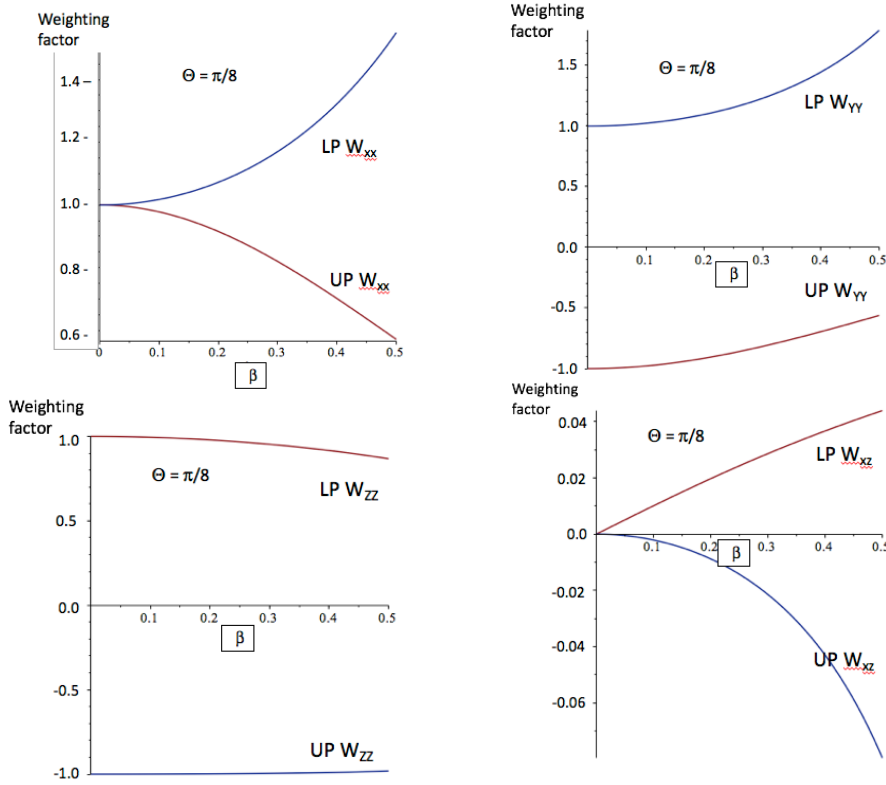 Weighting
factor
Θ = π/8
1.4
1.2
1.0
0.8
0.6
LP Wxx
UP Wxx
0 0.1 0.2 0.3 0.4 0.5
β
Weighting
factor
Θ = π/8
1.5
1.0
0.5
0.0
-0.5
-1.0
LP WYY
0.1 0.2 0.3 0.4 0.5
β
UP WYY
Weighting
factor
1.0
0.5
0.0
-0.5
-1.0
Θ = π/8
LP WZZ
0.1 0.2 0.3 0.4 0.5
β
UP WZZ
Weighting
factor
0.04
0.02
0.0
-0.02
-0.04
-0.06
Θ = π/8
LP Wxz
0.1 0.2 0.3 0.4 0.5
β
UP Wxz